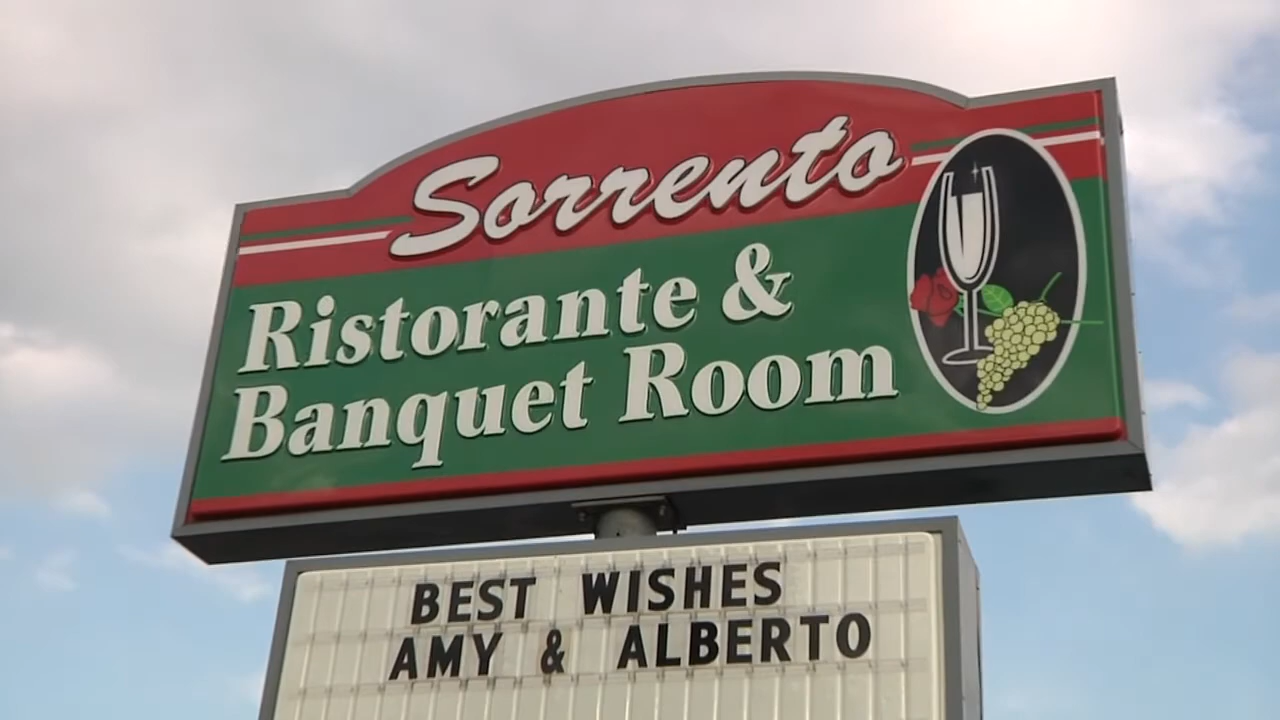 Sorrento
Ristorante &
Banquet Room
BEST WISHES
AMY & ALBERTO